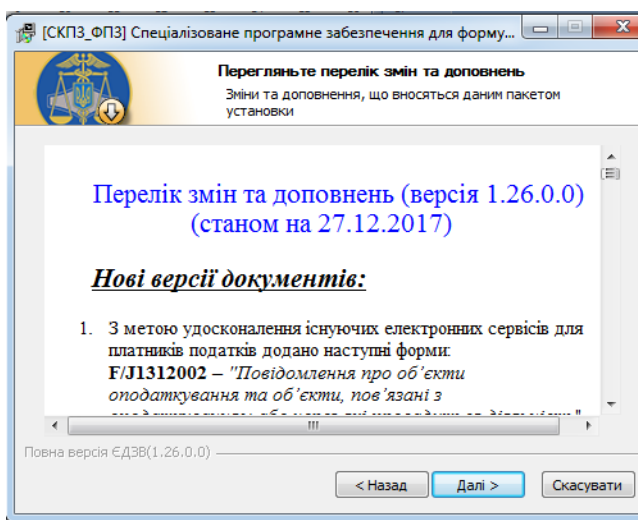 [СКПЗ_ФПЗ] Спеціалізоване програмне забезпечення для форму...
Перегляньте перелік змін та доповнень
Зміни та доповнення, що вносяться даним пакетом
установки
Перелік змін та доповнень (версія 1.26.0.0)
(станом на 27.12.2017)
Нові версії документів:
1. З метою удосконалення існуючих електронних сервісів для
платників податків додано наступні форми:
F/J1312002 – "Повідомлення про об’єкти
оподаткування та об’єкти, пов’язані з
Повна версія ЄДЗВ(1.26.0.0)
< Назад
Далі >
Скасувати